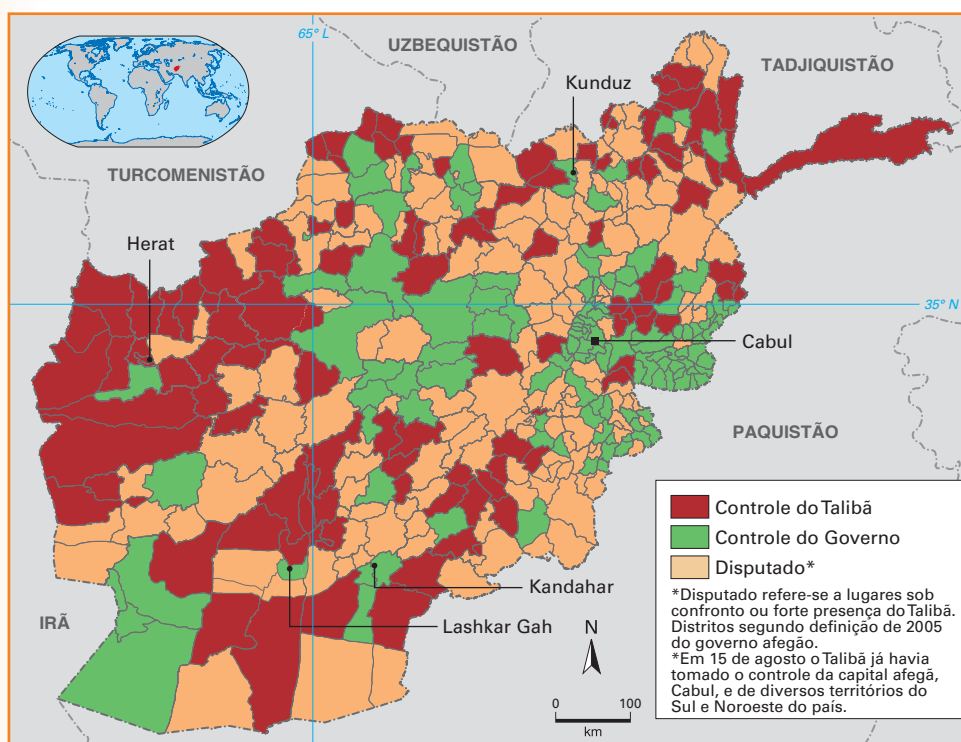 65° L
UZBEQUISTÃO
TADJIQUISTÃO
Kunduz
TURCOMENISTÃO
Herat
35° N
Cabul
PAQUISTÃO
Controle do Talibã
Controle do Governo
Disputado*
*Disputado refere-se a lugares sob
confronto ou forte presença do Talibã.
Distritos segundo definição de 2005
do governo afegão.
*Em 15 de agosto o Talibã já havia
tomado o controle da capital afegã,
Cabul, e de diversos territórios do
Sul e Noroeste do país.
Kandahar
IRÃ
Lashkar Gah
N
0 100
km